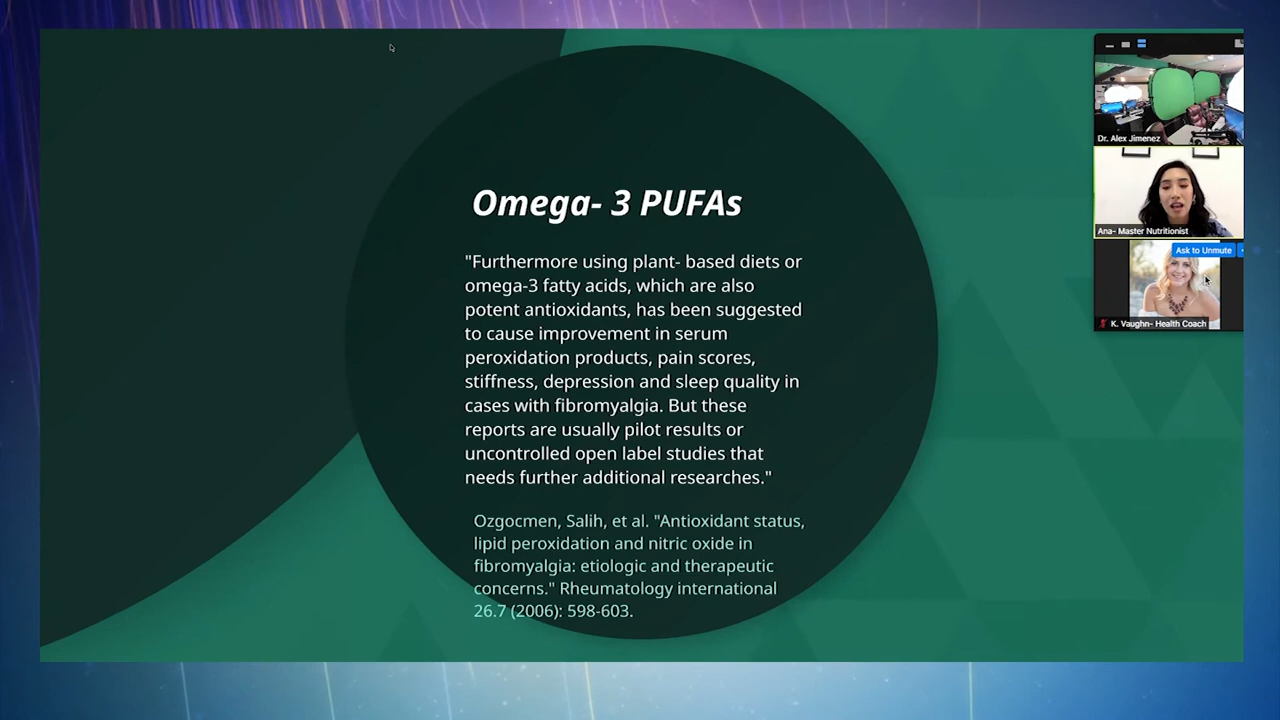 Omega- 3 PUFAs
"Furthermore using plant- based diets or
omega-3 fatty acids, which are also
potent antioxidants, has been suggested
to cause improvement in serum
peroxidation products, pain scores,
stiffness, depression and sleep quality in
cases with fibromyalgia. But these
reports are usually pilot results or
uncontrolled open label studies that
needs further additional researches."
Ozgocmen, Salih, et al. "Antioxidant status,
lipid peroxidation and nitric oxide in
fibromyalgia: etiologic and therapeutic
concerns." Rheumatology international
26.7 (2006): 598-603.
Dr. Alex Jimenez
Ana- Master Nutritionist
Ask to Unmute
K. Vaughn- Health Coach